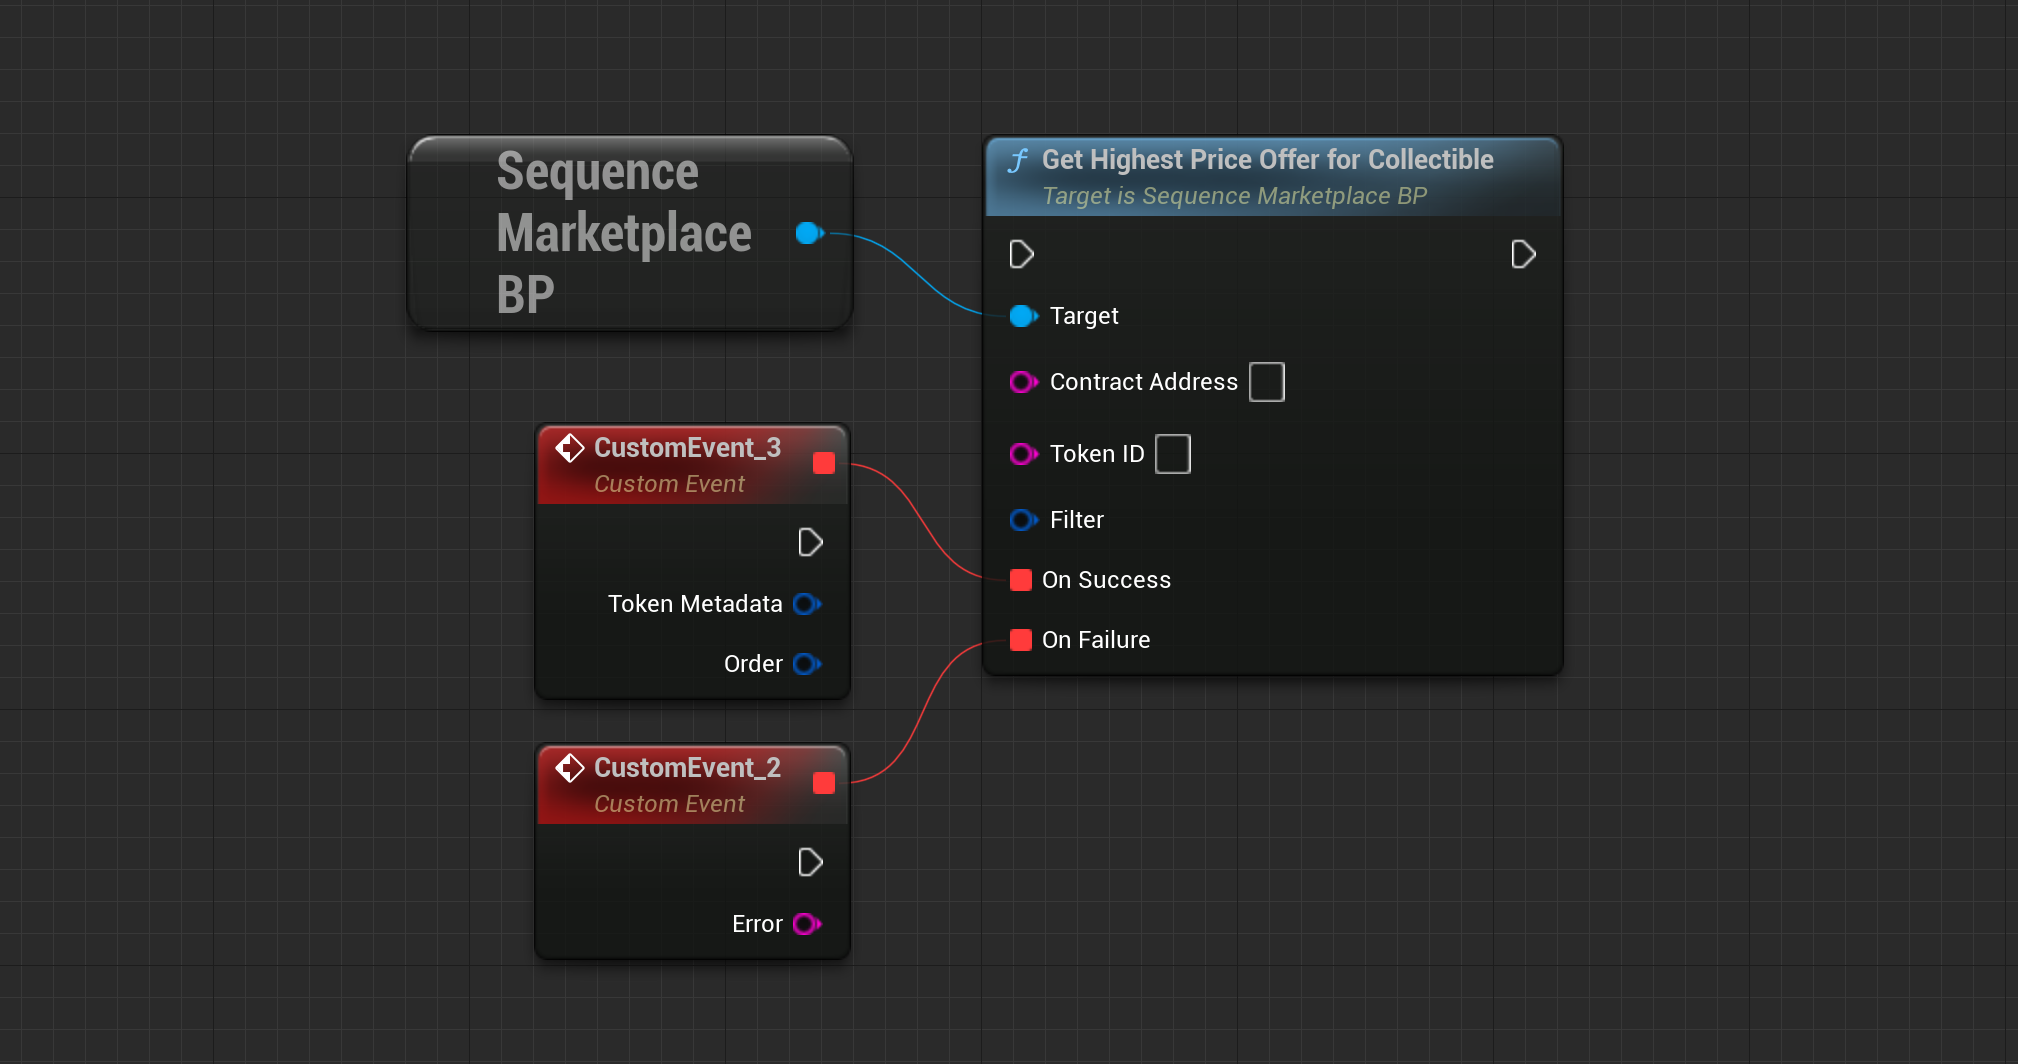 Sequence
Marketplace
BP
Get Highest Price Offer for Collectible
Target is Sequence Marketplace BP
Target
Contract Address
Token ID
Filter
On Success
On Failure
CustomEvent_3
Custom Event
Token Metadata
Order
CustomEvent_2
Custom Event
Error